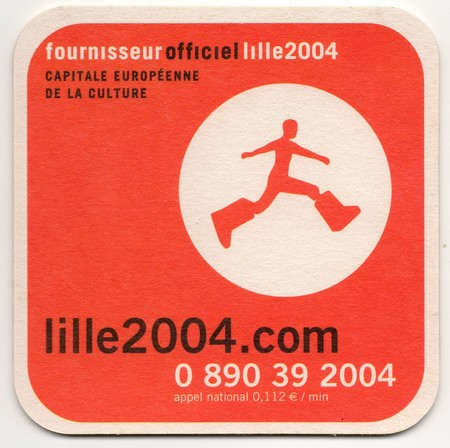 fournisseur officiel lille2004
CAPITALE EUROPÉENNE
DE LA CULTURE
lille2004.com
0 890 39 2004
appel national 0,112 € / min